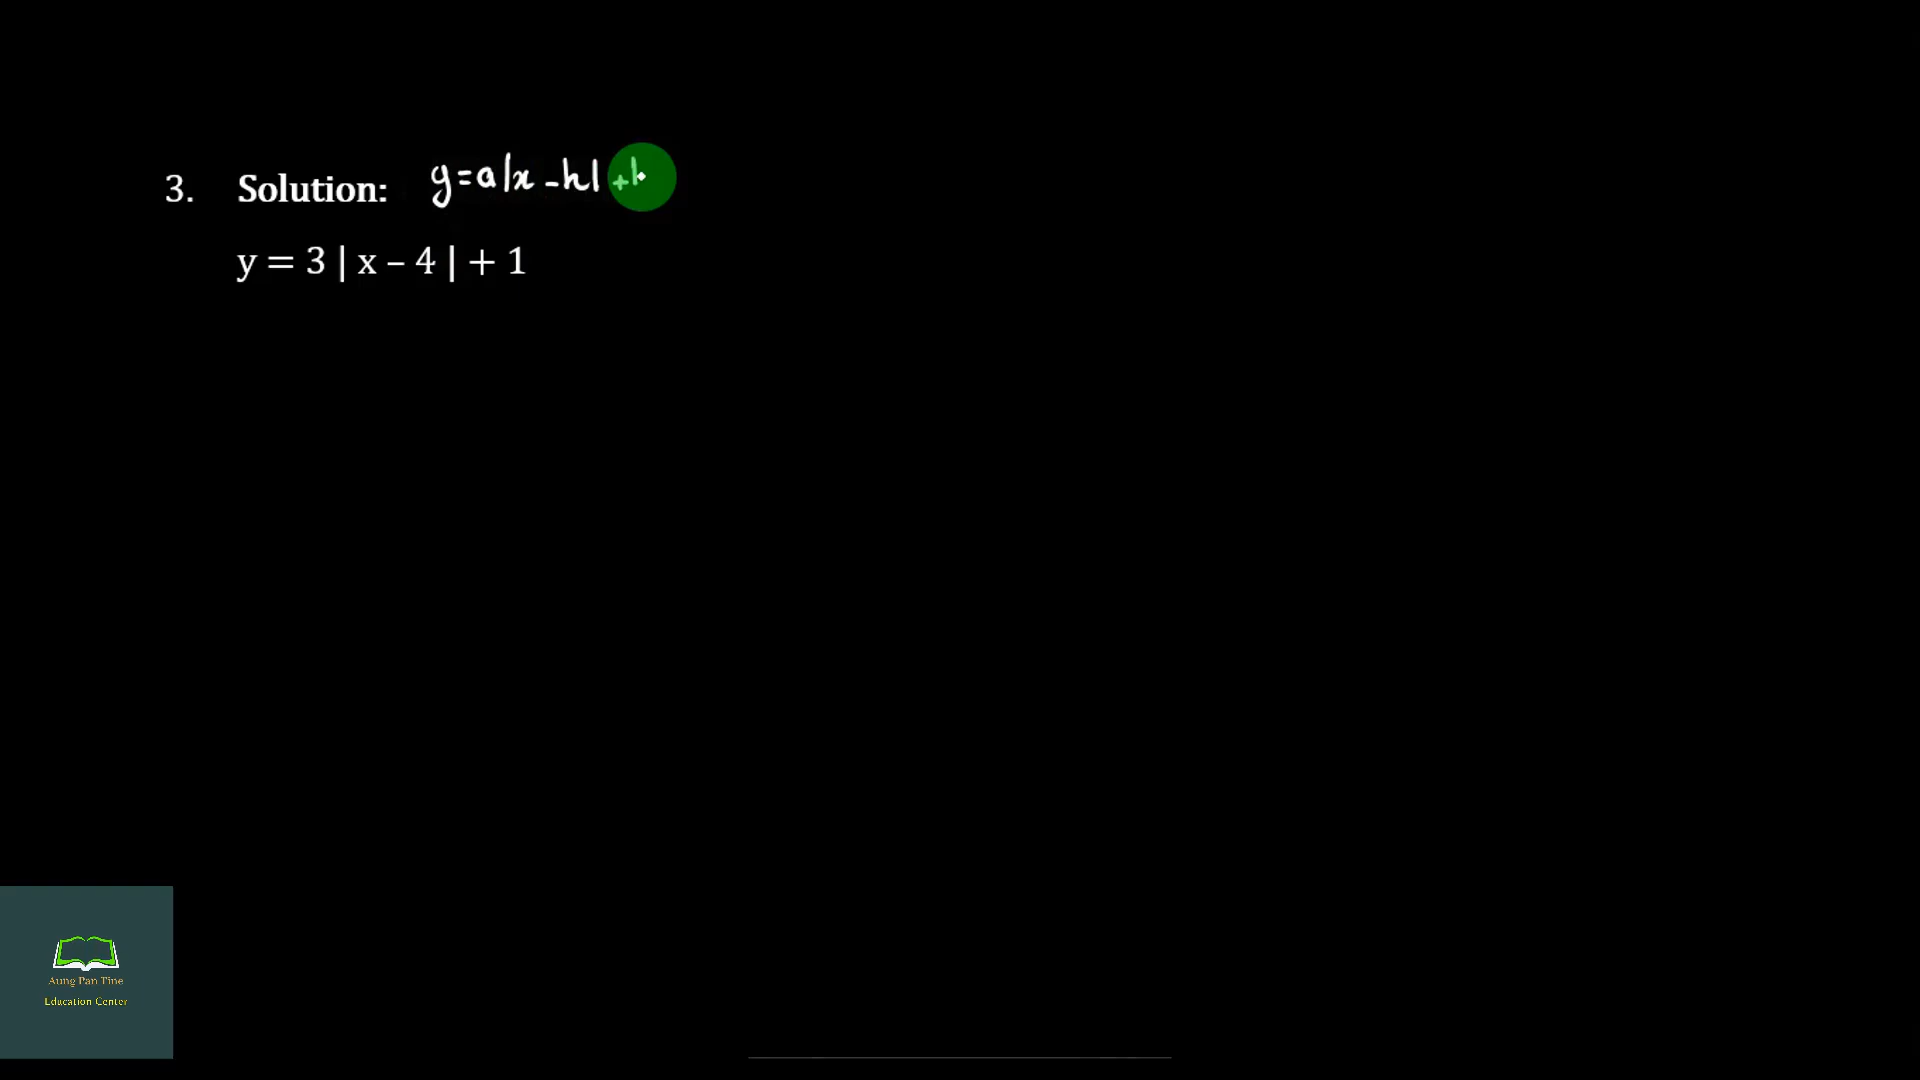 3. Solution: y=a|x-h| +
y = 3 | x – 4 | + 1
Aung Pan Tine
Education Center